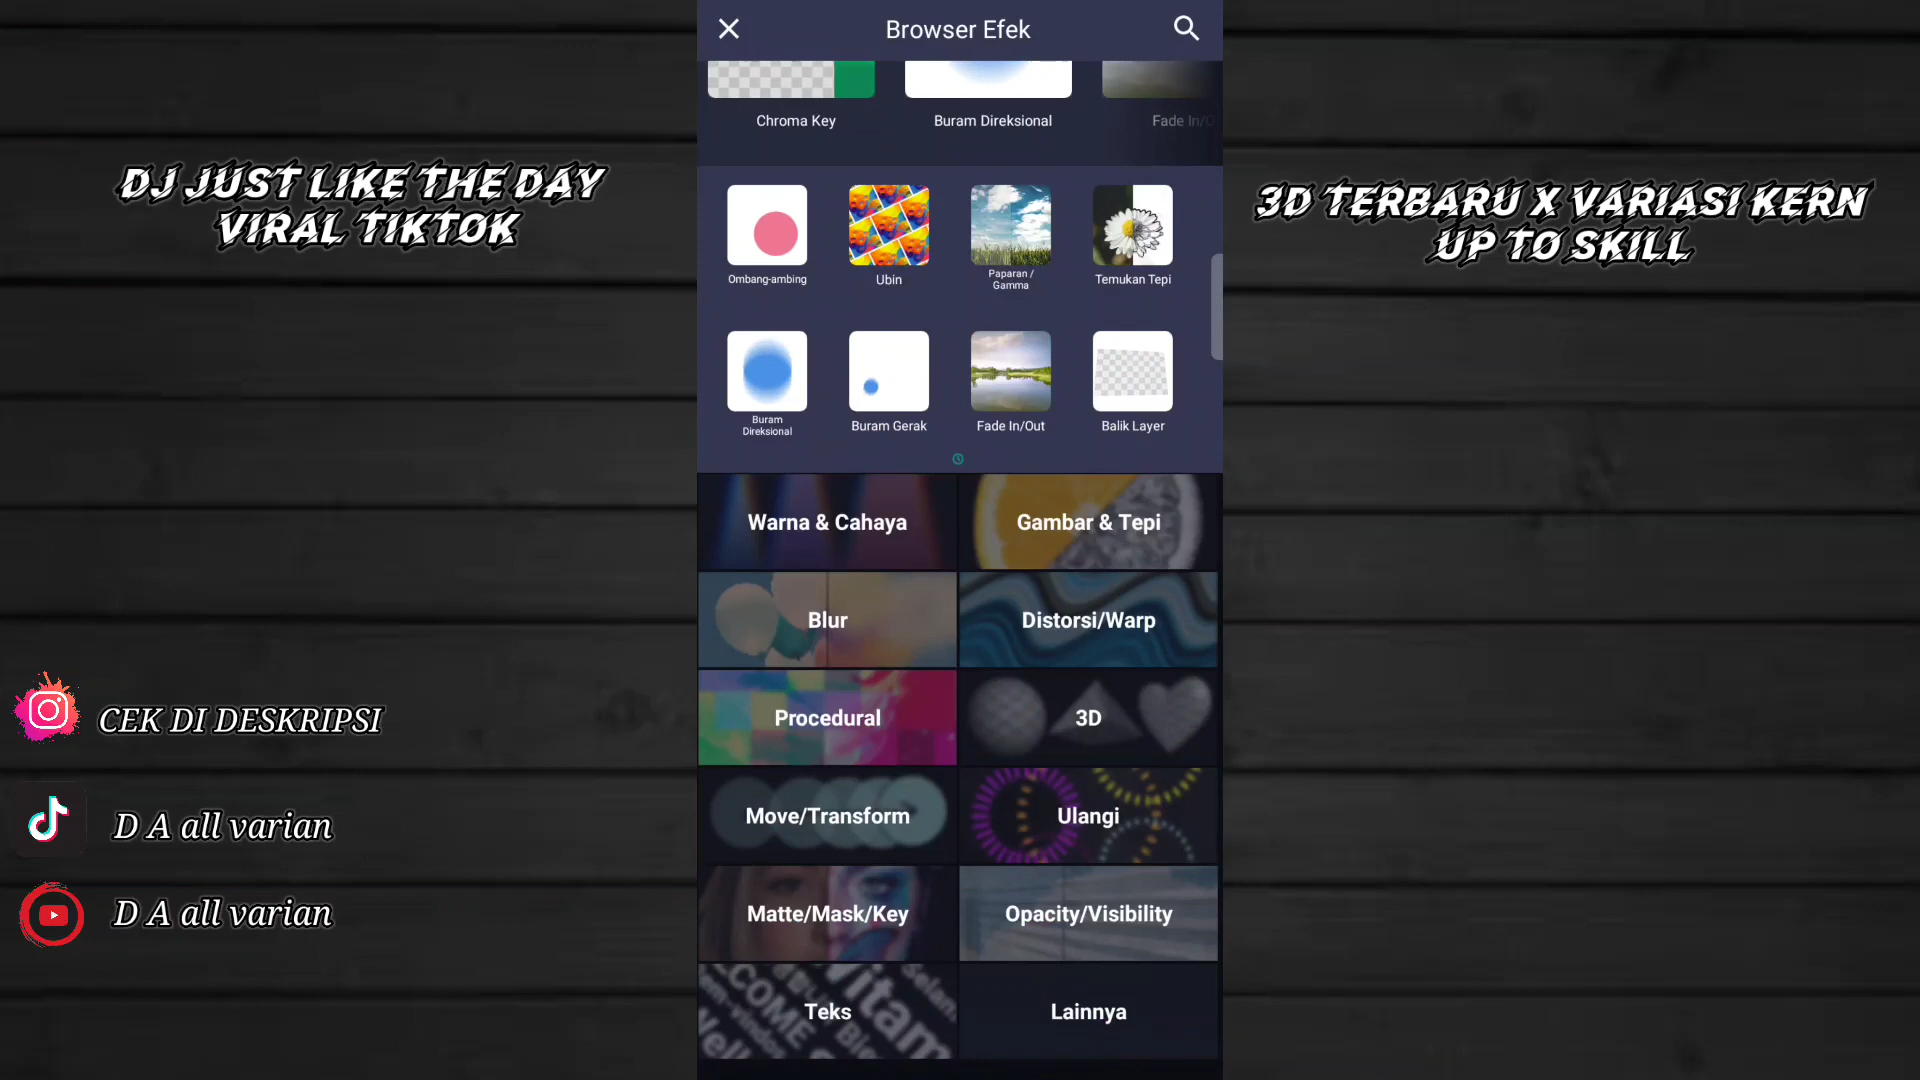 Browser Efek
Chroma Key
Buram Direksional
Fade In/O
DJ JUST LIKE THE DAY
VIRAL TIKTOK
3D TERBARU X VARIASI KERN
UP TO SKILL
Ombang-ambing
Ubin
Paparan /
Gamma
Temukan Tepi
Buram
Direksional
Buram Gerak
Fade In/Out
Balik Layer
Warna & Cahaya
Gambar & Tepi
Blur
Distorsi/Warp
Procedural
3D
Move/Transform
Ulangi
Matte/Mask/Key
Opacity/Visibility
Teks
Lainnya
CEK DI DESKRIPSI
D A all varian
D A all varian